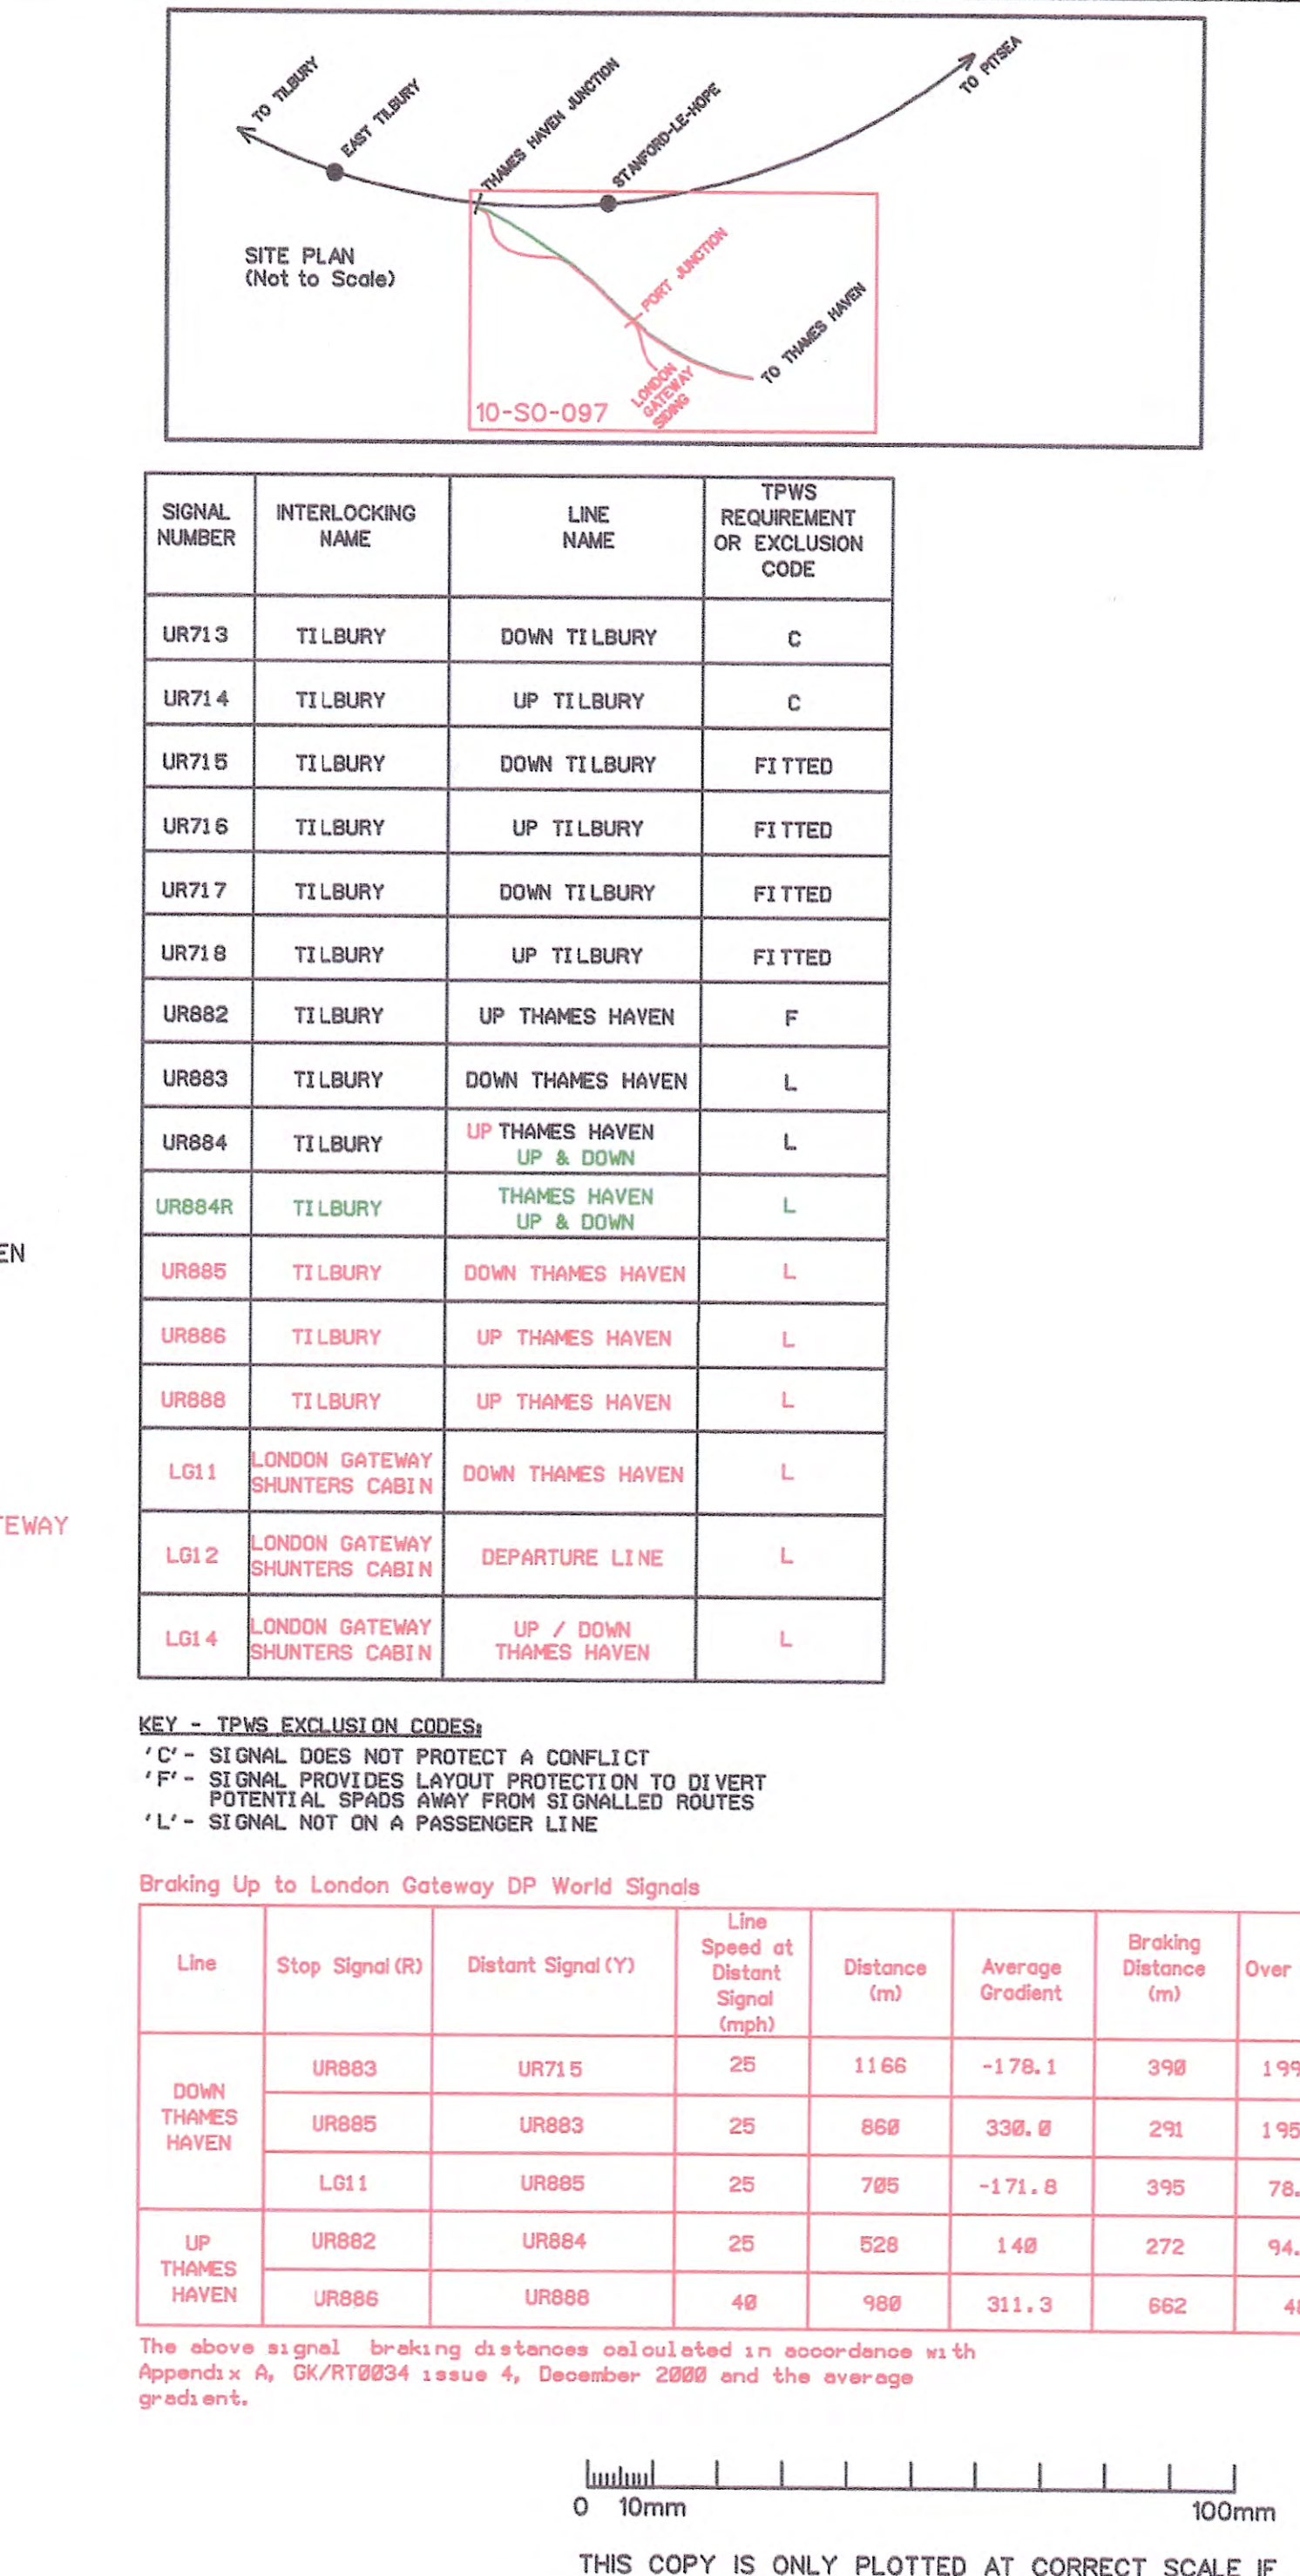 TO TILBURY
EAST TILBURY
THAMES HAVEN JUNCTION
STANFORD-LE-HOPE
TO PITSEA
SITE PLAN
(Not to Scale)
PORT JUNCTION
TO THAMES HAVEN
LONDON
GATEWAY
SIDING
10-SO-097
SIGNAL NUMBER INTERLOCKING NAME LINE NAME TPWS REQUIREMENT OR EXCLUSION CODE
UR713 TILBURY DOWN TILBURY C
UR714 TILBURY UP TILBURY C
UR715 TILBURY DOWN TILBURY FITTED
UR716 TILBURY UP TILBURY FITTED
UR717 TILBURY DOWN TILBURY FITTED
UR718 TILBURY UP TILBURY FITTED
UR882 TILBURY UP THAMES HAVEN F
UR883 TILBURY DOWN THAMES HAVEN L
UR884 TILBURY UP THAMES HAVEN UP & DOWN L
UR884R TILBURY THAMES HAVEN UP & DOWN L
EN
UR885 TILBURY DOWN THAMES HAVEN L
UR886 TILBURY UP THAMES HAVEN L
UR888 TILBURY UP THAMES HAVEN L
LG11 LONDON GATEWAY SHUNTERS CABIN DOWN THAMES HAVEN L
TEWAY
LG12 LONDON GATEWAY SHUNTERS CABIN DEPARTURE LINE L
LG14 LONDON GATEWAY SHUNTERS CABIN UP / DOWN THAMES HAVEN L
KEY - TPWS EXCLUSION CODES:
'C'- SIGNAL DOES NOT PROTECT A CONFLICT
'F'- SIGNAL PROVIDES LAYOUT PROTECTION TO DIVERT
POTENTIAL SPADS AWAY FROM SIGNALLED ROUTES
'L'- SIGNAL NOT ON A PASSENGER LINE
Braking Up to London Gateway DP World Signals
Line Stop Signal(R) Distant Signal(Y) Line Speed at Distant Signal (mph) Distance (m) Average Gradient Braking Distance (m) Over
DOWN THAMES HAVEN
UR883 UR715 25 1166 -178.1 390 199
UR885 UR883 25 860 330.0 291 195
LG11 UR885 25 705 -171.8 395 78.
UP THAMES HAVEN
UR882 UR884 25 528 140 272 94.
UR886 UR888 40 980 311.3 662
The above signal braking distances calculated in accordance with
Appendix A, GK/RT0034 issue 4, December 2000 and the average
gradient.
0 10mm 100mm
THIS COPY IS ONLY PLOTTED AT CORRECT SCALE IF